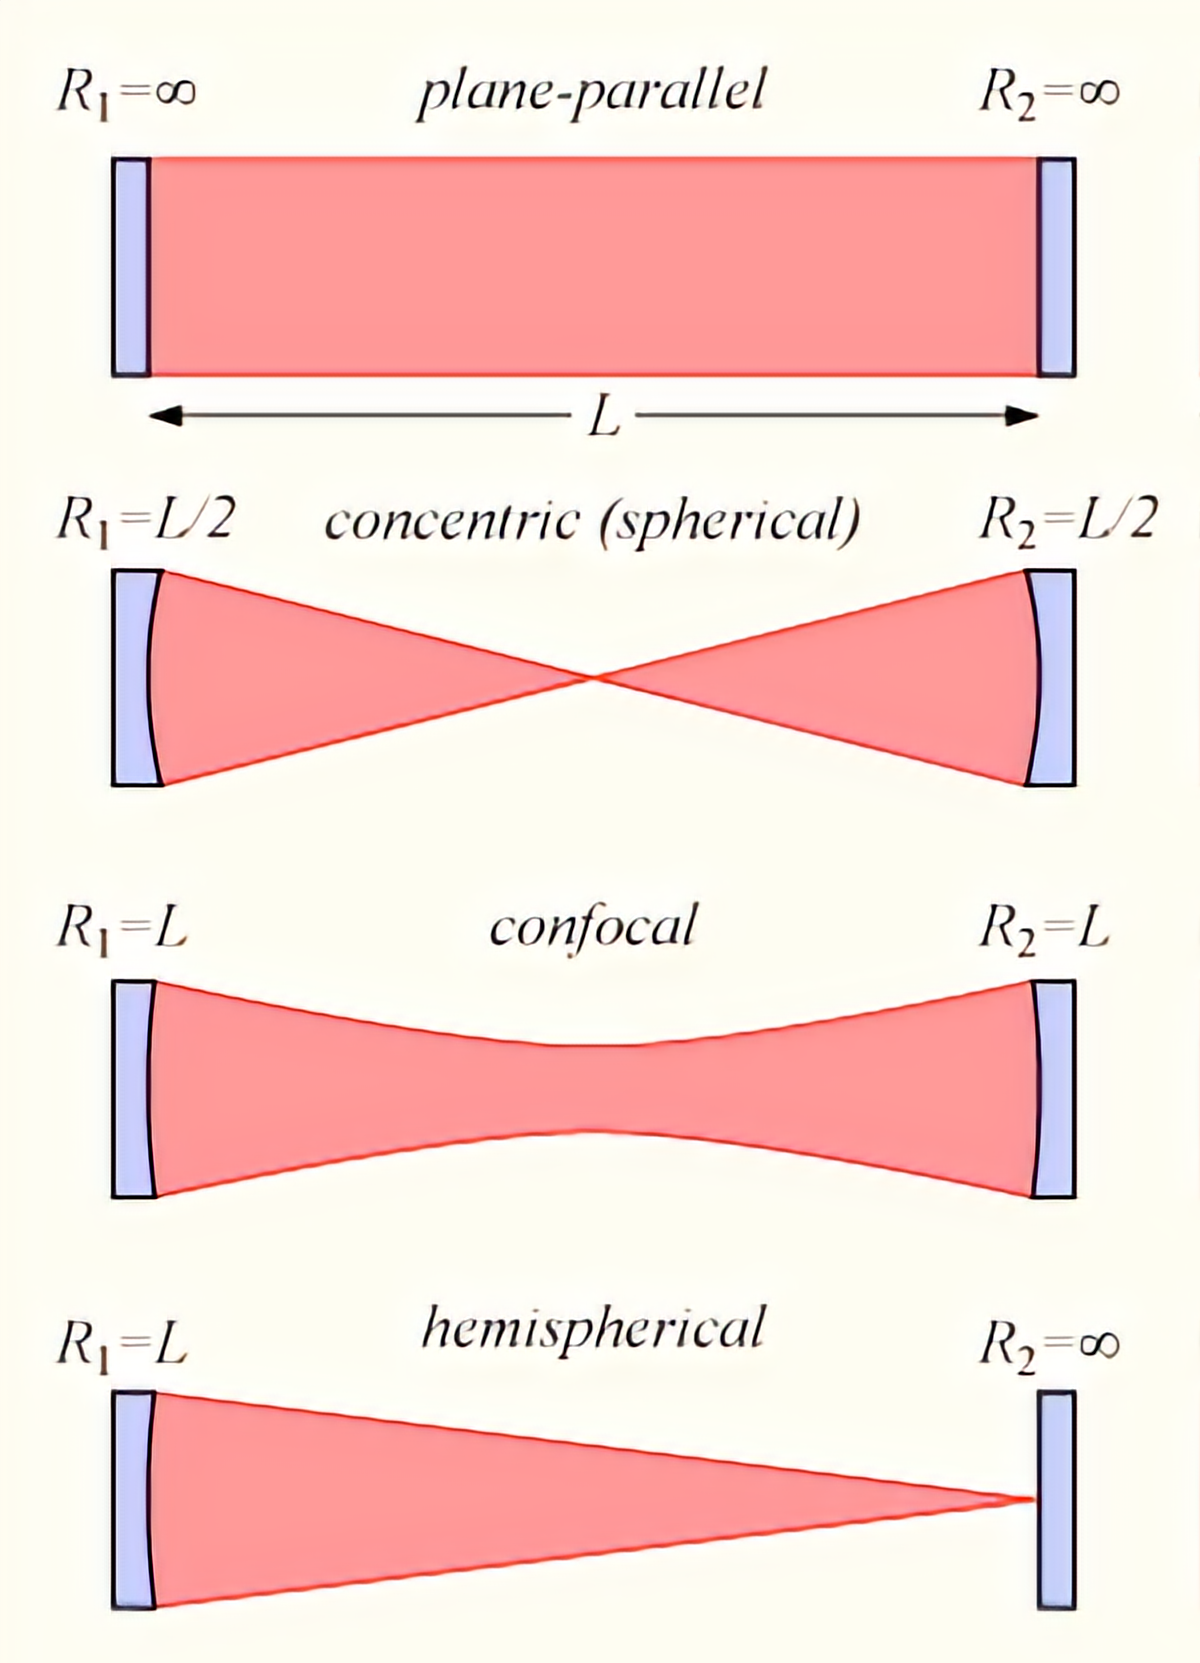 R1=∞ plane-parallel R2=∞
L
R1=L/2 concentric (spherical) R2=L/2
R1=L confocal R2=L
hemispherical
R1=L R2=∞